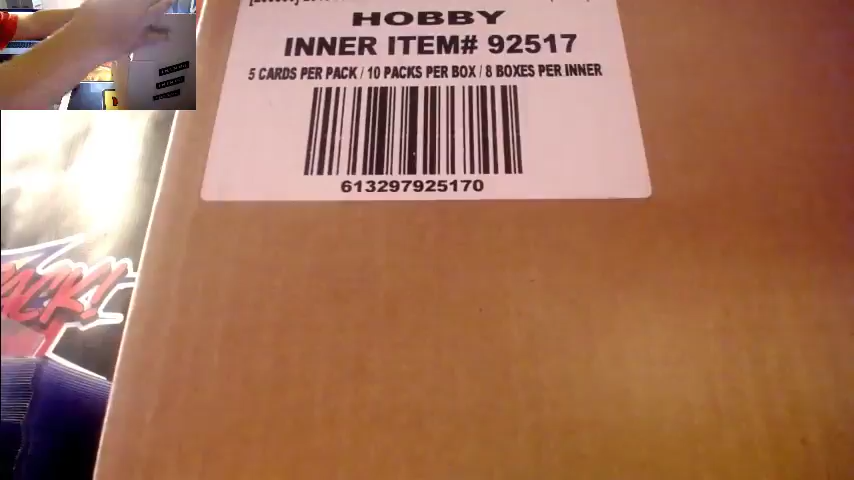 HOBBY
INNER ITEM# 92517
5 CARDS PER PACK / 10 PACKS PER BOX / 8 BOXES PER INNER
613297925170